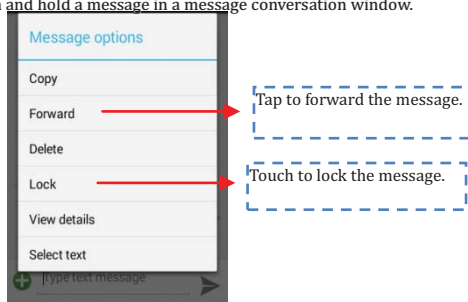 and hold a message in a message conversation window.
Message options
Copy
Forward
Tap to forward the message.
Delete
Lock
Touch to lock the message.
View details
Select text
Type text message